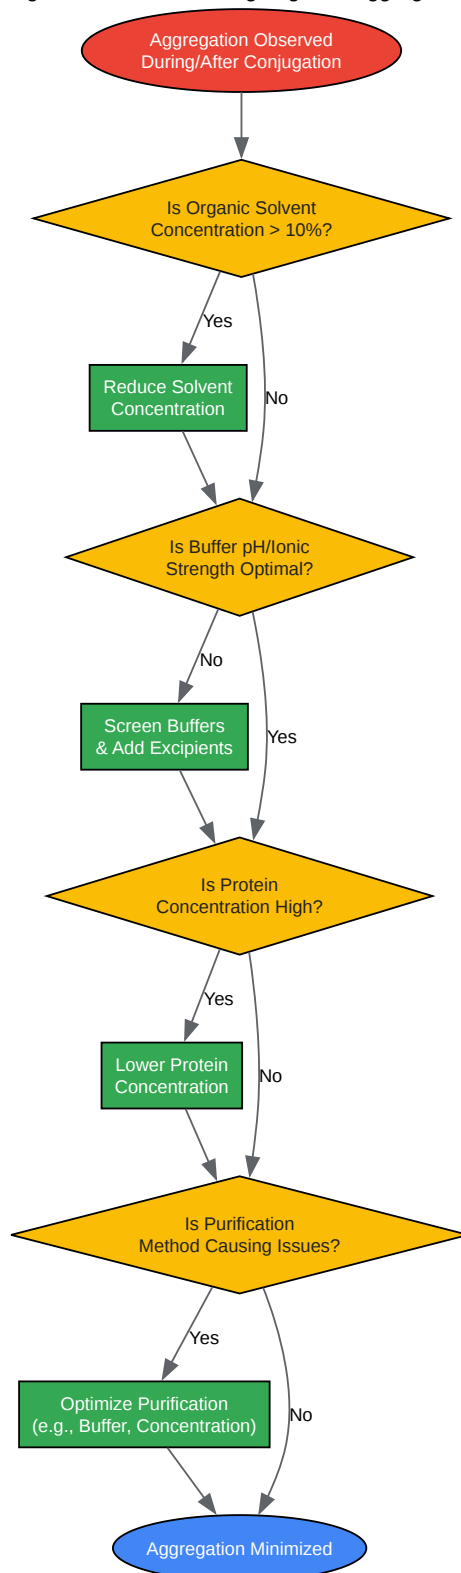 Aggregation Observed
During/After Conjugation
Is Organic Solvent
Concentration > 10%?
Yes
Reduce Solvent
Concentration
No
Is Buffer pH/Ionic
Strength Optimal?
No
Screen Buffers
& Add Excipients
Yes
Is Protein
Concentration High?
Yes
Lower Protein
Concentration
No
Is Purification
Method Causing Issues?
Yes
Optimize Purification
(e.g., Buffer, Concentration)
No
Aggregation Minimized